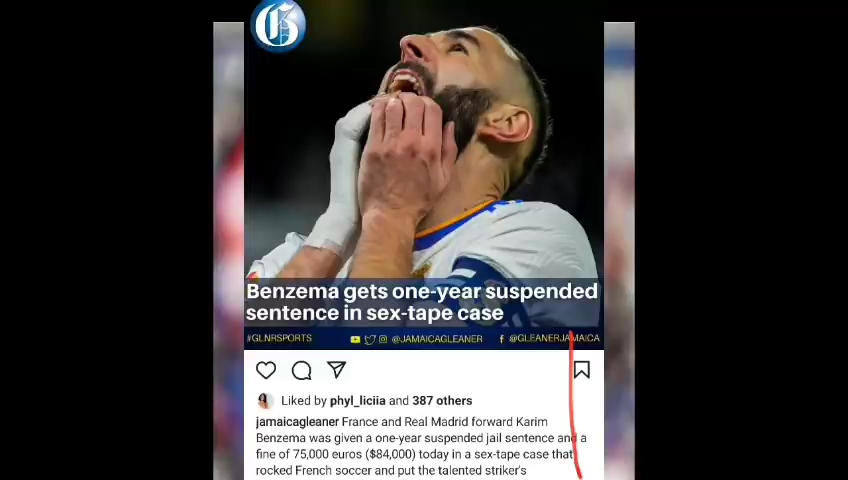 G
Benzema gets one-year suspended
sentence in sex-tape case
#GLNRSPORTS @JAMAICAGLEANER @GLEANERJAMAICA
Liked by phyl_liciia and 387 others
jamaicagleaner France and Real Madrid forward Karim
Benzema was given a one-year suspended jail sentence and a
fine of 75,000 euros ($84,000) today in a sex-tape case that
rocked French soccer and put the talented striker's